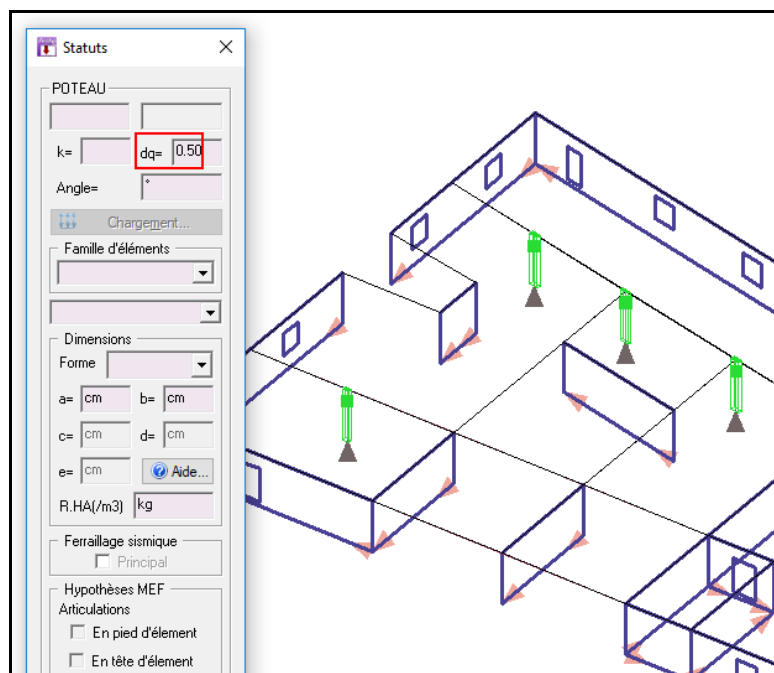 Statuts
POTEAU
k= dq= 0.50
Angle= °
Chargement...
Famille d'éléments
Dimensions
Forme
a= cm b= cm
c= cm d= cm
e= cm Aide...
R.HA(/m3) kg
Ferraillage sismique
Principal
Hypothèses MEF
Articulations
En pied d'élement
En tête d'élement